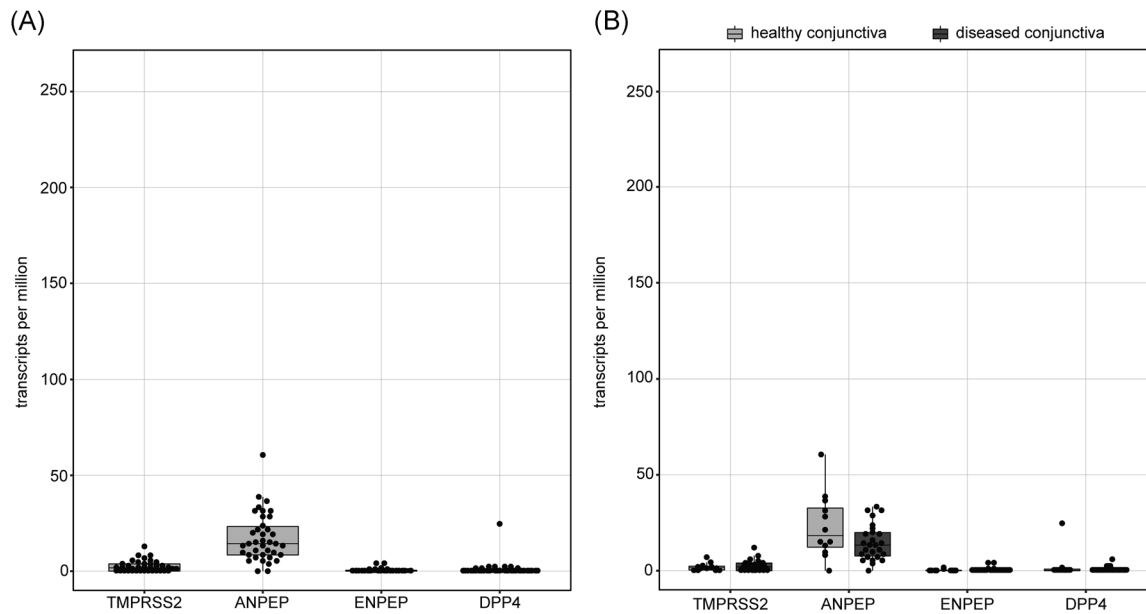 (A)
transcripts per million
250
200
150
100
50
0
TMPRSS2 ANPEP ENPEP DPP4
(B)
healthy conjunctiva diseased conjunctiva
transcripts per million
250
200
150
100
50
0
TMPRSS2 ANPEP ENPEP DPP4